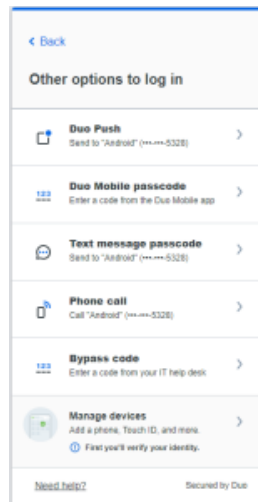 Back
Other options to log in
Duo Push
Send to "Android" (•••-•••-5328)
Duo Mobile passcode
Enter a code from the Duo Mobile app
Text message passcode
Send to "Android" (•••-•••-5328)
Phone call
Call "Android" (•••-•••-5328)
Bypass code
Enter a code from your IT help desk
Manage devices
Add a phone, Touch ID, and more.
First you'll verify your identity.
Need help? Secured by Duo